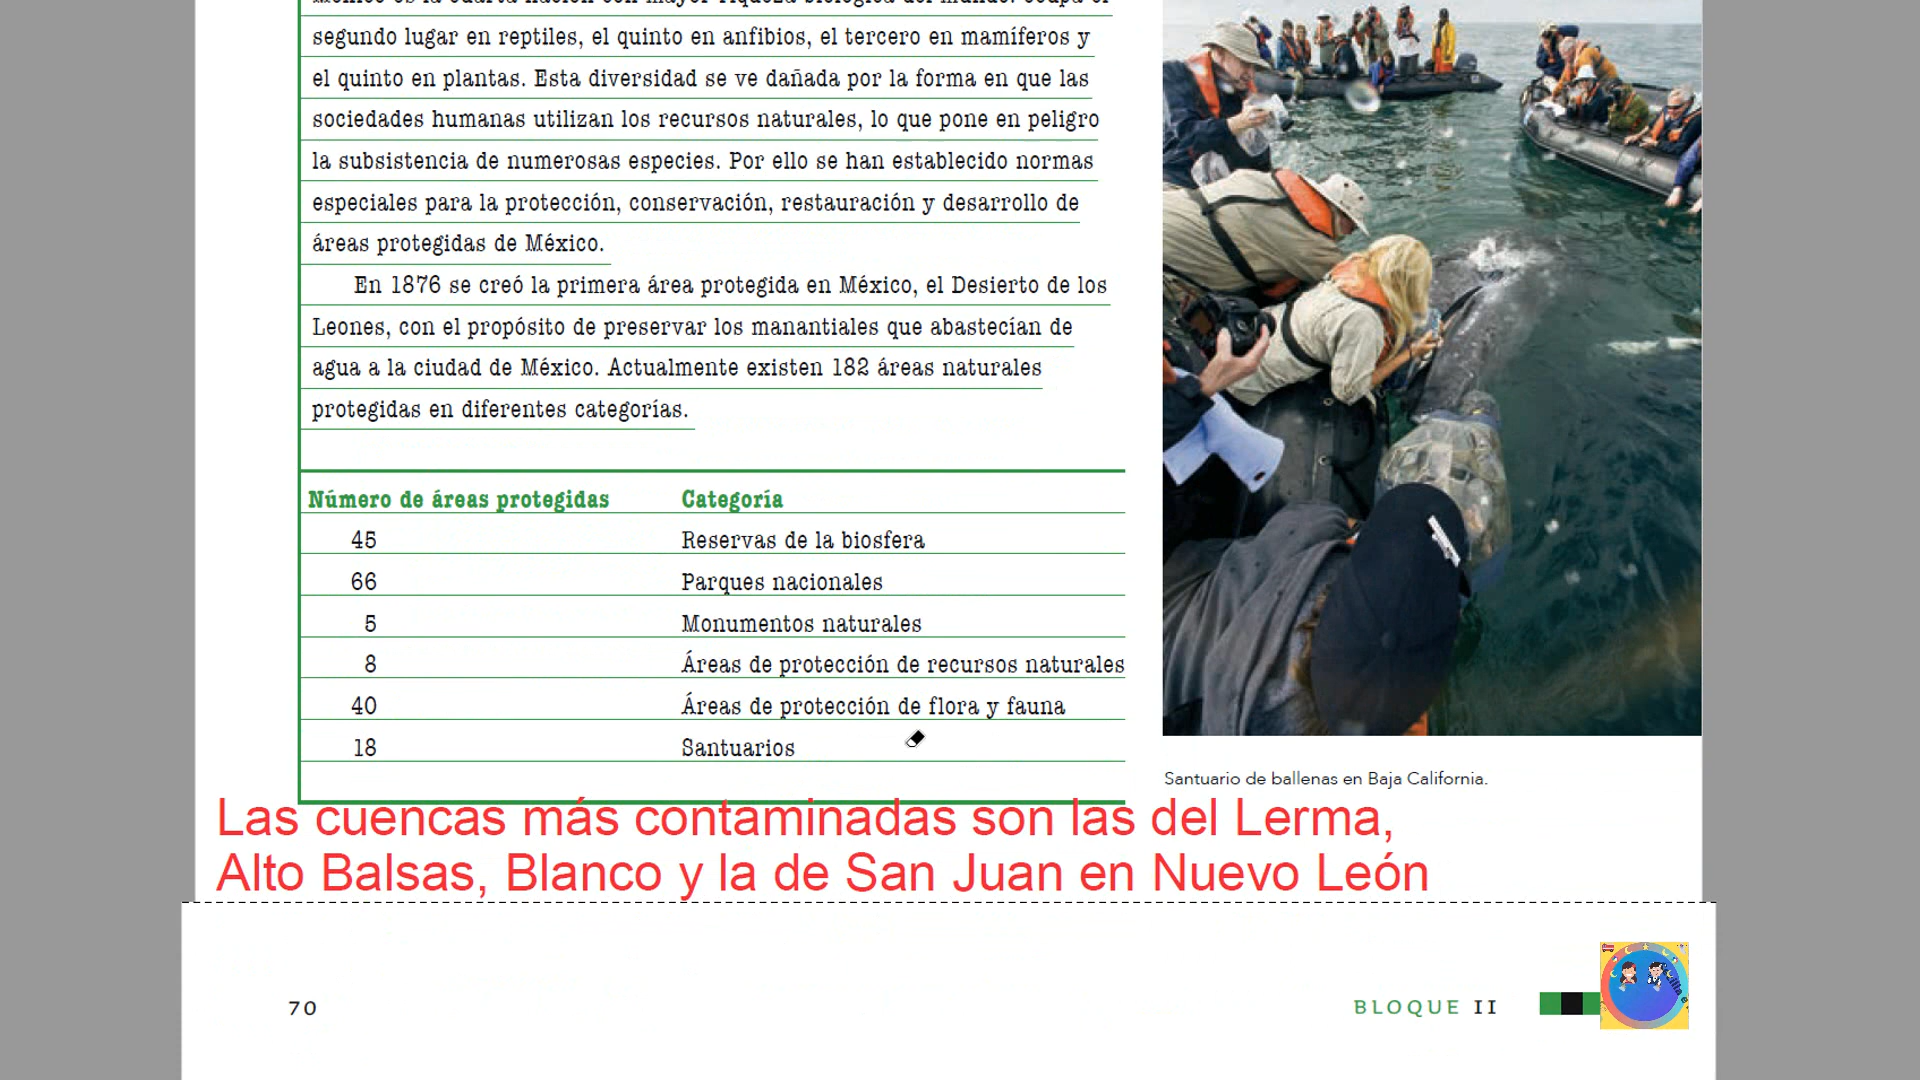 segundo lugar en reptiles, el quinto en anfibios, el tercero en mamíferos y
el quinto en plantas. Esta diversidad se ve dañada por la forma en que las
sociedades humanas utilizan los recursos naturales, lo que pone en peligro
la subsistencia de numerosas especies. Por ello se han establecido normas
especiales para la protección, conservación, restauración y desarrollo de
áreas protegidas de México.
En 1876 se creó la primera área protegida en México, el Desierto de los
Leones, con el propósito de preservar los manantiales que abastecían de
agua a la ciudad de México. Actualmente existen 182 áreas naturales
protegidas en diferentes categorías.
Número de áreas protegidas Categoría
45 Reservas de la biosfera
66 Parques nacionales
5 Monumentos naturales
8 Áreas de protección de recursos naturales
40 Áreas de protección de flora y fauna
18 Santuarios
Santuario de ballenas en Baja California.
Las cuencas más contaminadas son las del Lerma,
Alto Balsas, Blanco y la de San Juan en Nuevo León
70
BLOQUE II